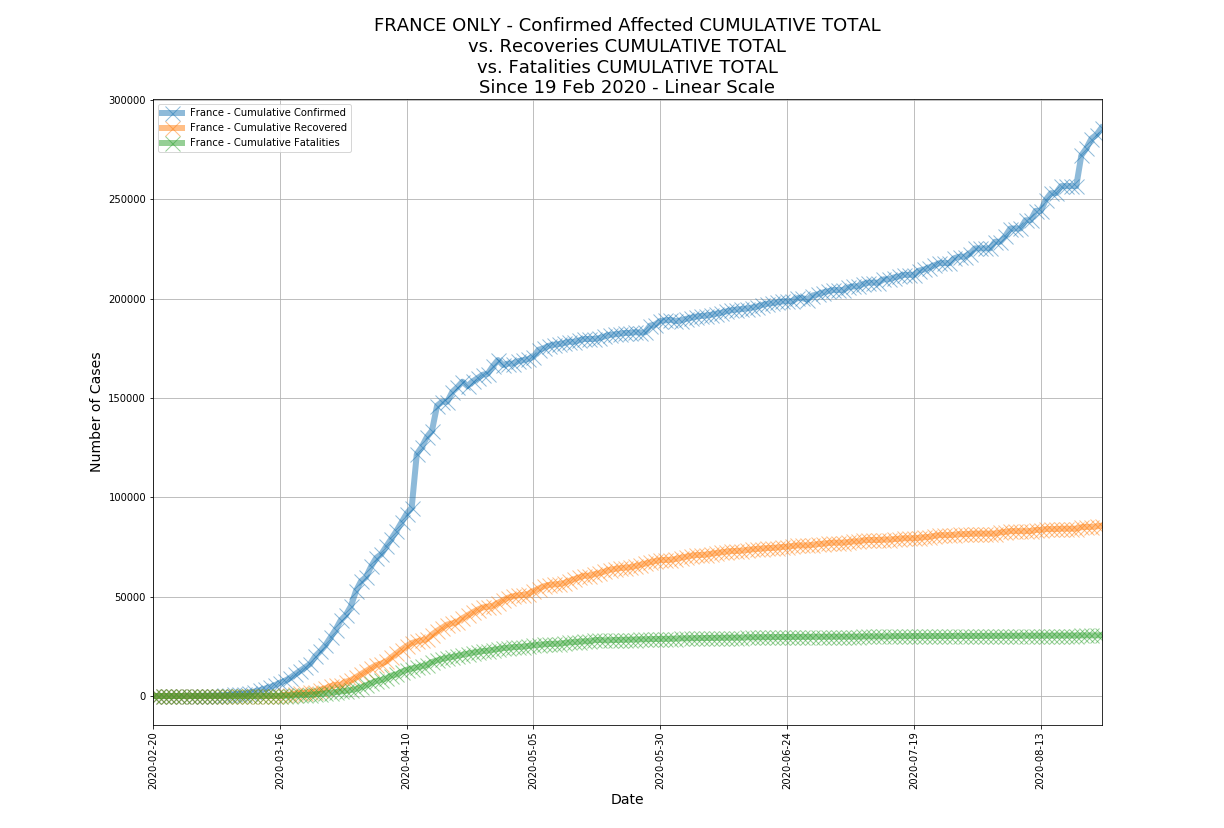 FRANCE ONLY - Confirmed Affected CUMULATIVE TOTAL
vs. Recoveries CUMULATIVE TOTAL
vs. Fatalities CUMULATIVE TOTAL
Since 19 Feb 2020 - Linear Scale
France - Cumulative Confirmed
France - Cumulative Recovered
France - Cumulative Fatalities
Number of Cases
300000
250000
200000
150000
100000
50000
0
2020-02-20
2020-03-16
2020-04-10
2020-05-05
2020-05-30
2020-06-24
2020-07-19
2020-08-13
Date